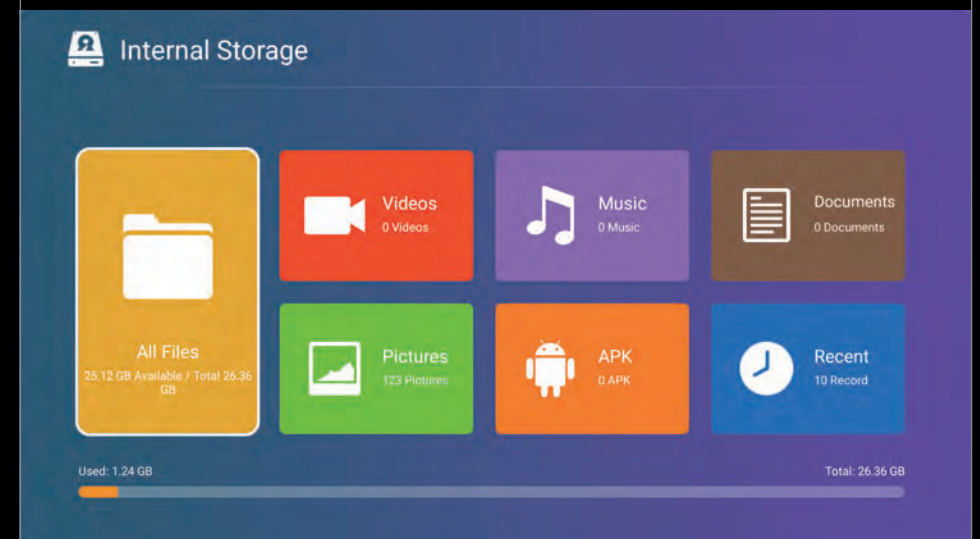 Internal Storage
Videos
0 Videos
Music
0 Music
Documents
0 Documents
All Files
25.12 GB Available / Total 26.36
GB
Pictures
123 Pictures
APK
0 APK
Recent
10 Record
Used: 1.24 GB
Total: 26.36 GB